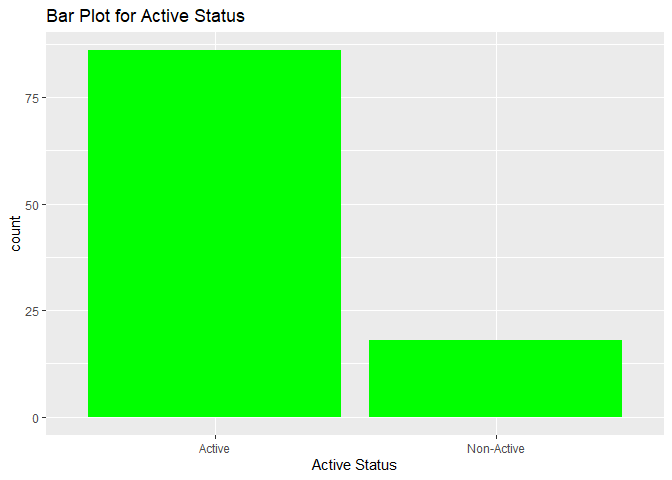 Bar Plot for Active Status
75
50
25
0
count
Active
Non-Active
Active Status